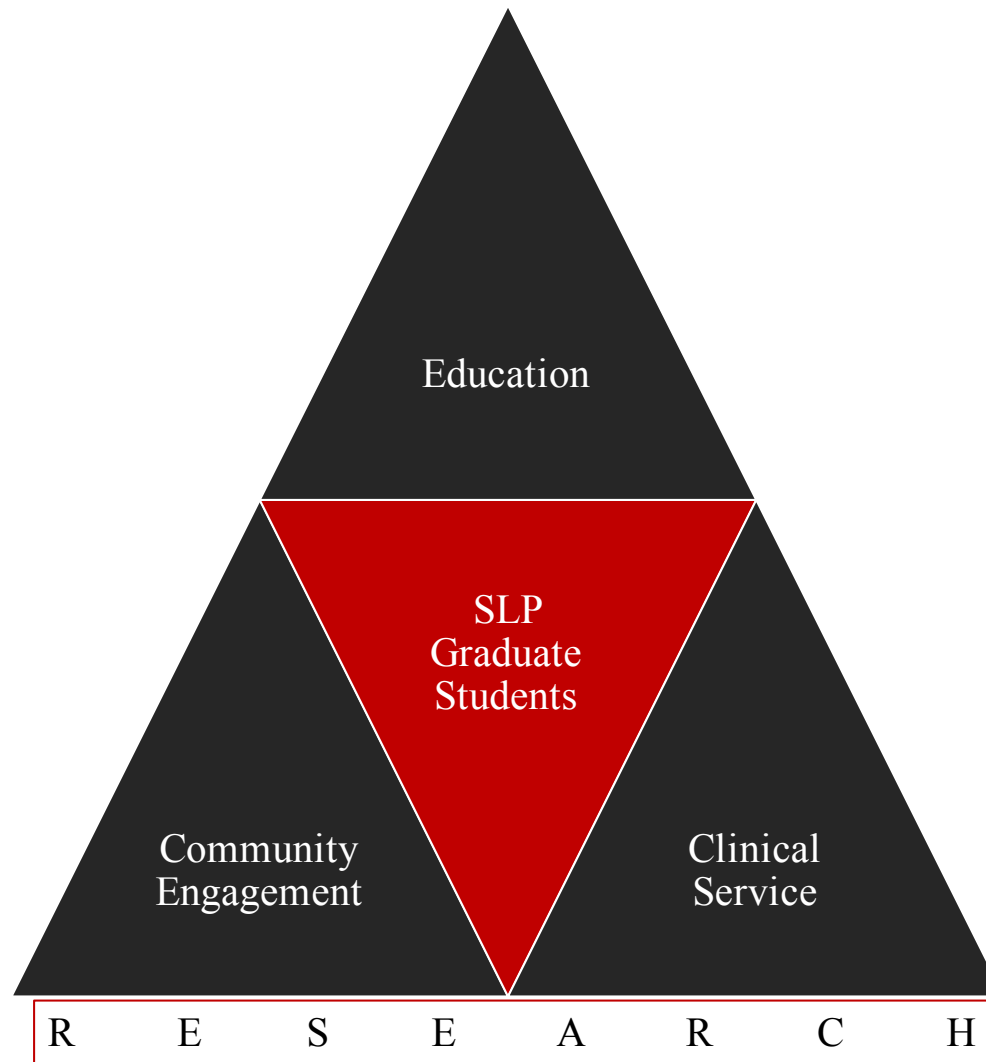 Education
SLP
Graduate
Students
Community
Engagement
Clinical
Service
R E S E A R C H